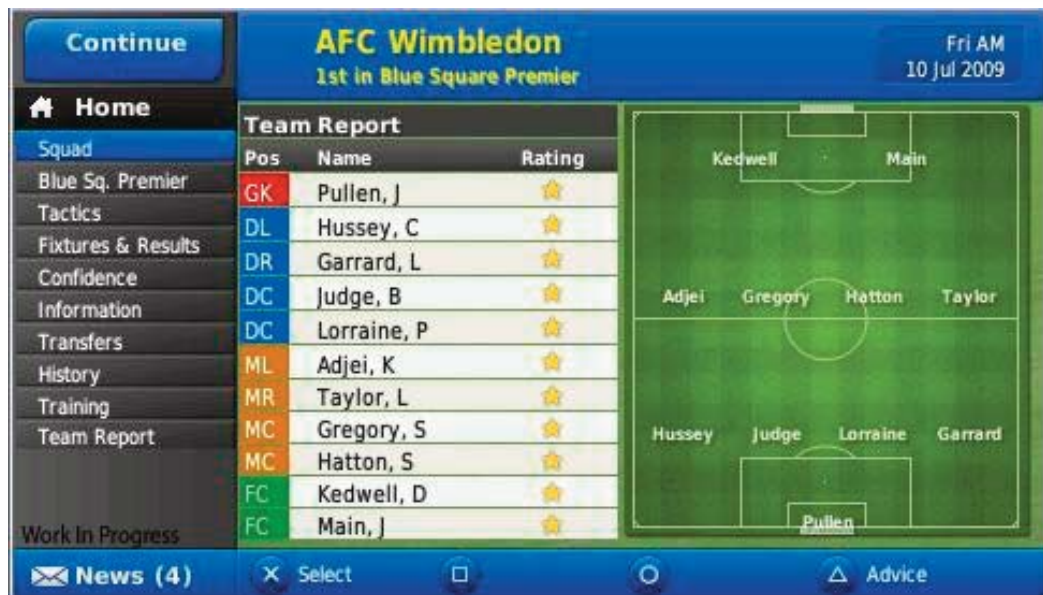 Continue
AFC Wimbledon
1st in Blue Square Premier
Fri AM
10 Jul 2009
Home
Squad
Blue Sq. Premier
Tactics
Fixtures & Results
Confidence
Information
Transfers
History
Training
Team Report
Work In Progress
News (4)
Team Report
Pos Name Rating
GK Pullen, J
DL Hussey, C
DR Garrard, L
DC Judge, B
DC Lorraine, P
ML Adjei, K
MR Taylor, L
MC Gregory, S
MC Hatton, S
FC Kedwell, D
FC Main, J
Kedwell Main
Adjei Gregory Hatton Taylor
Hussey Judge Lorraine Garrard
Pullen
Select
Advice